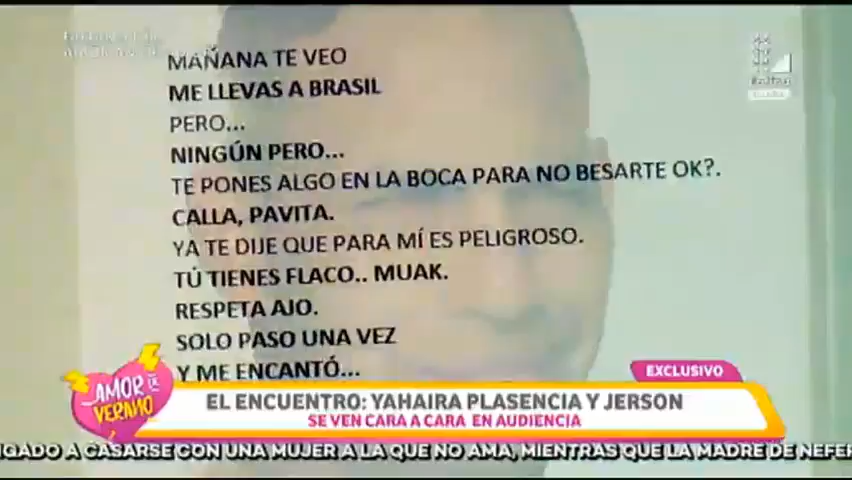 MAÑANA TE VEO
ME LLEVAS A BRASIL
PERO...
NINGÚN PERO...
TE PONES ALGO EN LA BOCA PARA NO BESARTE OK?.
CALLA, PAVITA.
YA TE DIJE QUE PARA MÍ ES PELIGROSO.
TÚ TIENES FLACO.. MUAK.
RESPETA AJO.
SOLO PASO UNA VEZ
Y ME ENCANTÓ...
EXCLUSIVO
AMOR DE VERANO
EL ENCUENTRO: YAHAIRA PLASENCIA Y JERSON
SE VEN CARA A CARA EN AUDIENCIA
IGADO A CASARSE CON UNA MUJER A LA QUE NO AMA, MIENTRAS QUE LA MADRE DE NEFER